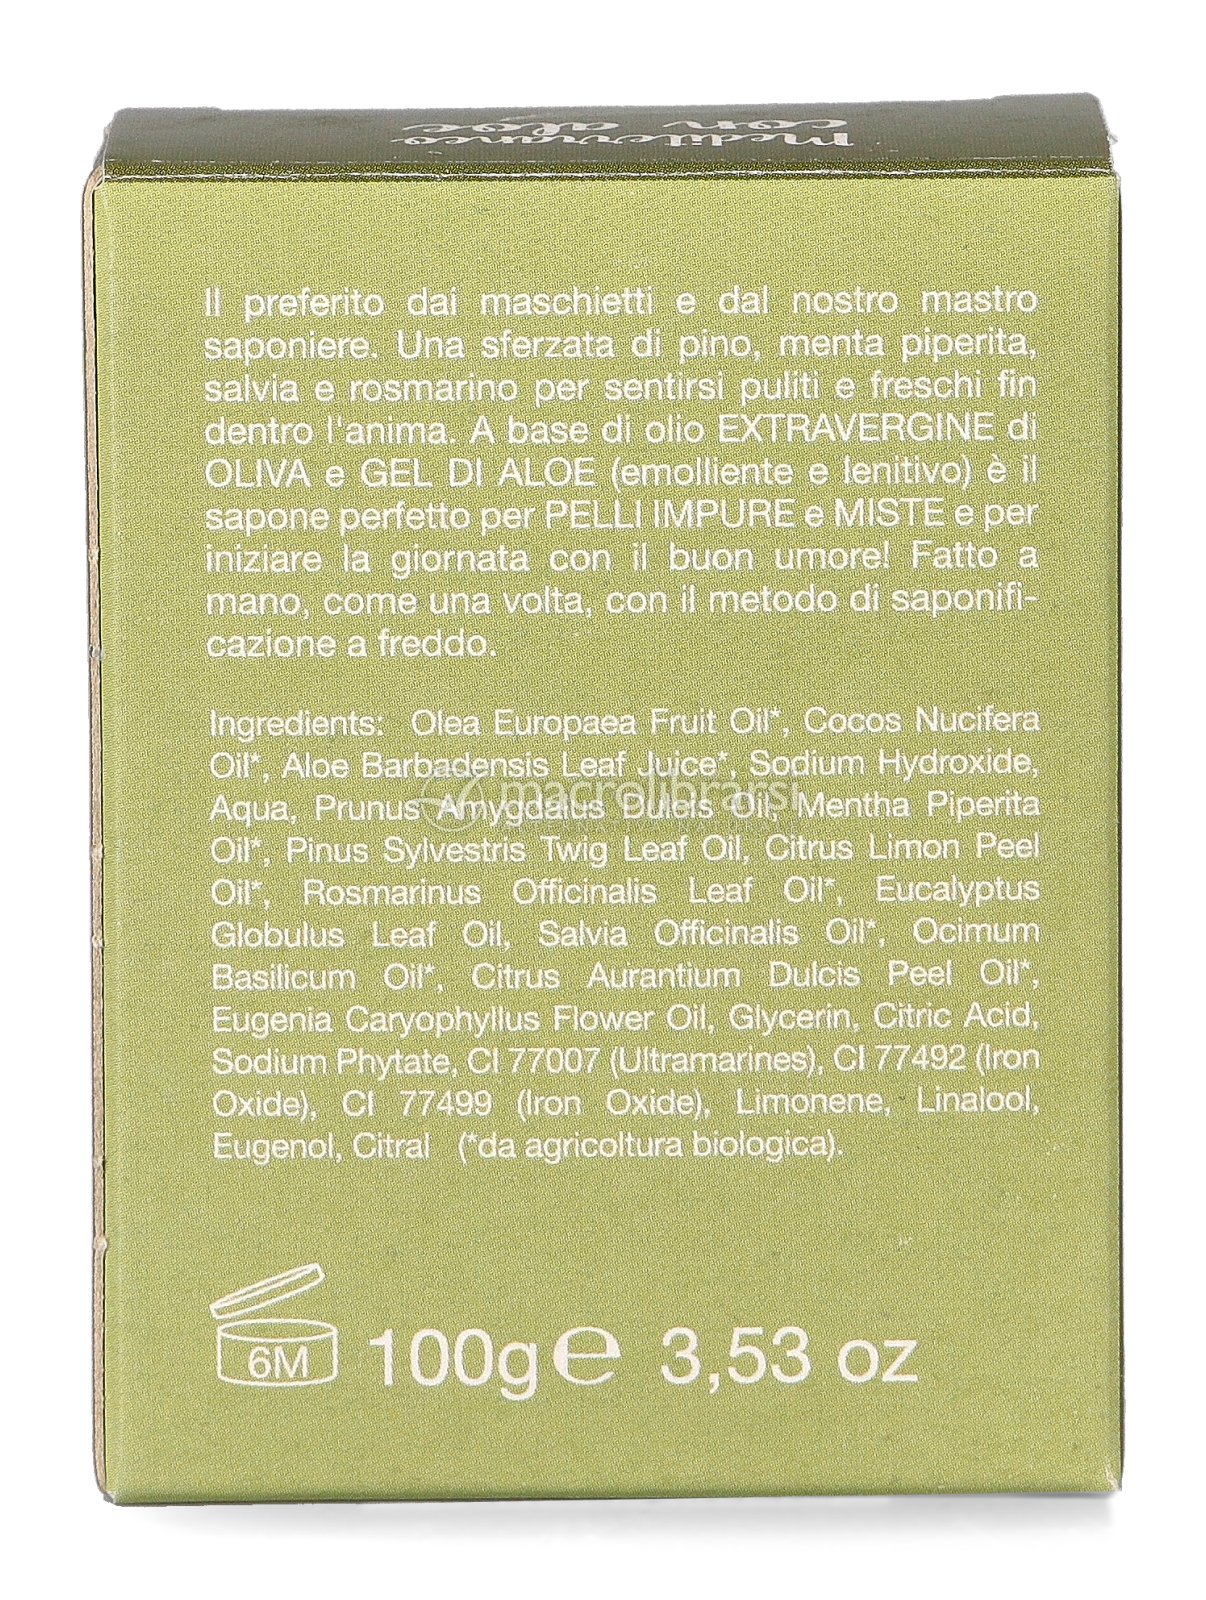 Mediterraneo
con aloe
Il preferito dai maschietti e dal nostro mastro
saponiere. Una sferzata di pino, menta piperita,
salvia e rosmarino per sentirsi puliti e freschi fin
dentro l'anima. A base di olio EXTRAVERGINE di
OLIVA e GEL DI ALOE (emolliente e lenitivo) è il
sapone perfetto per PELLI IMPURE e MISTE e per
iniziare la giornata con il buon umore! Fatto a
mano, come una volta, con il metodo di saponifi-
cazione a freddo.
Ingredients: Olea Europaea Fruit Oil*, Cocos Nucifera
Oil*, Aloe Barbadensis Leaf Juice*, Sodium Hydroxide,
Aqua, Prunus Amygdalus Dulcis Oil, Mentha Piperita
Oil*, Pinus Sylvestris Twig Leaf Oil, Citrus Limon Peel
Oil*, Rosmarinus Officinalis Leaf Oil*, Eucalyptus
Globulus Leaf Oil, Salvia Officinalis Oil*, Ocimum
Basilicum Oil*, Citrus Aurantium Dulcis Peel Oil*,
Eugenia Caryophyllus Flower Oil, Glycerin, Citric Acid,
Sodium Phytate, CI 77007 (Ultramarines), CI 77492 (Iron
Oxide), CI 77499 (Iron Oxide), Limonene, Linalool,
Eugenol, Citral (*da agricoltura biologica).
macrolibrarsi
6M 100g e 3,53 oz